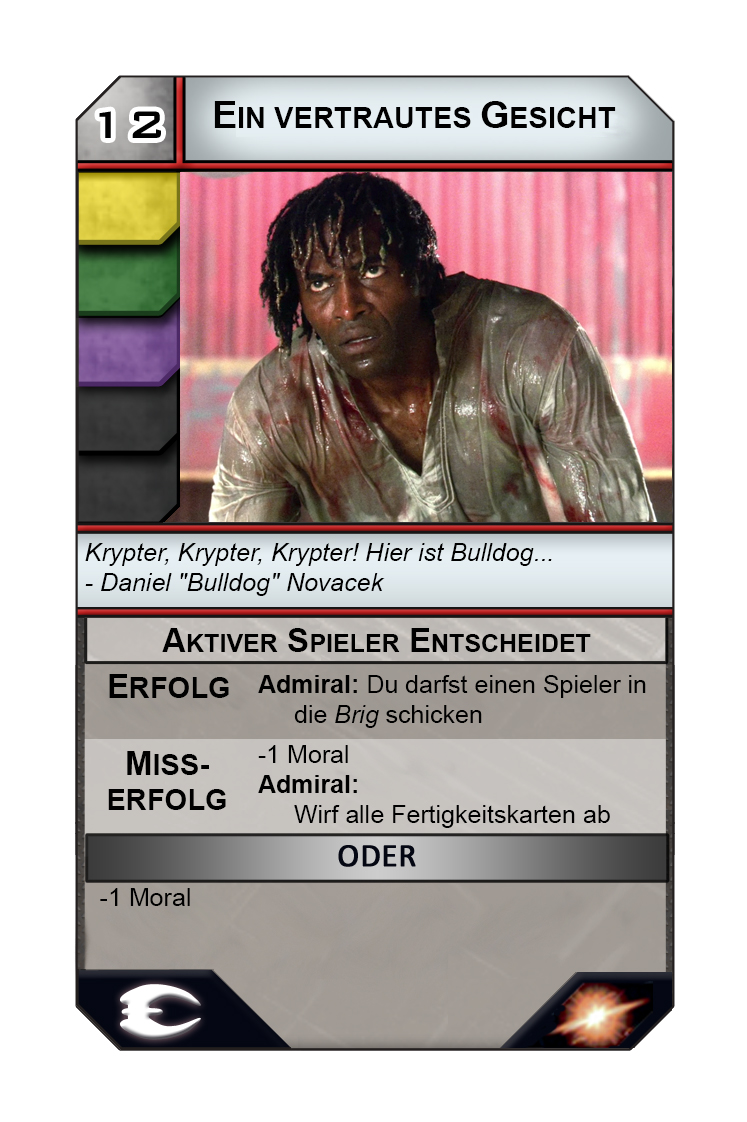 12
Ein vertrautes Gesicht
Krypter, Krypter, Krypter! Hier ist Bulldog...
- Daniel "Bulldog" Novacek
Aktiver Spieler Entscheidet
Erfolg
Admiral: Du darfst einen Spieler in
die Brig schicken
Miss-
erfolg
-1 Moral
Admiral:
Wirf alle Fertigkeitskarten ab
ODER
-1 Moral